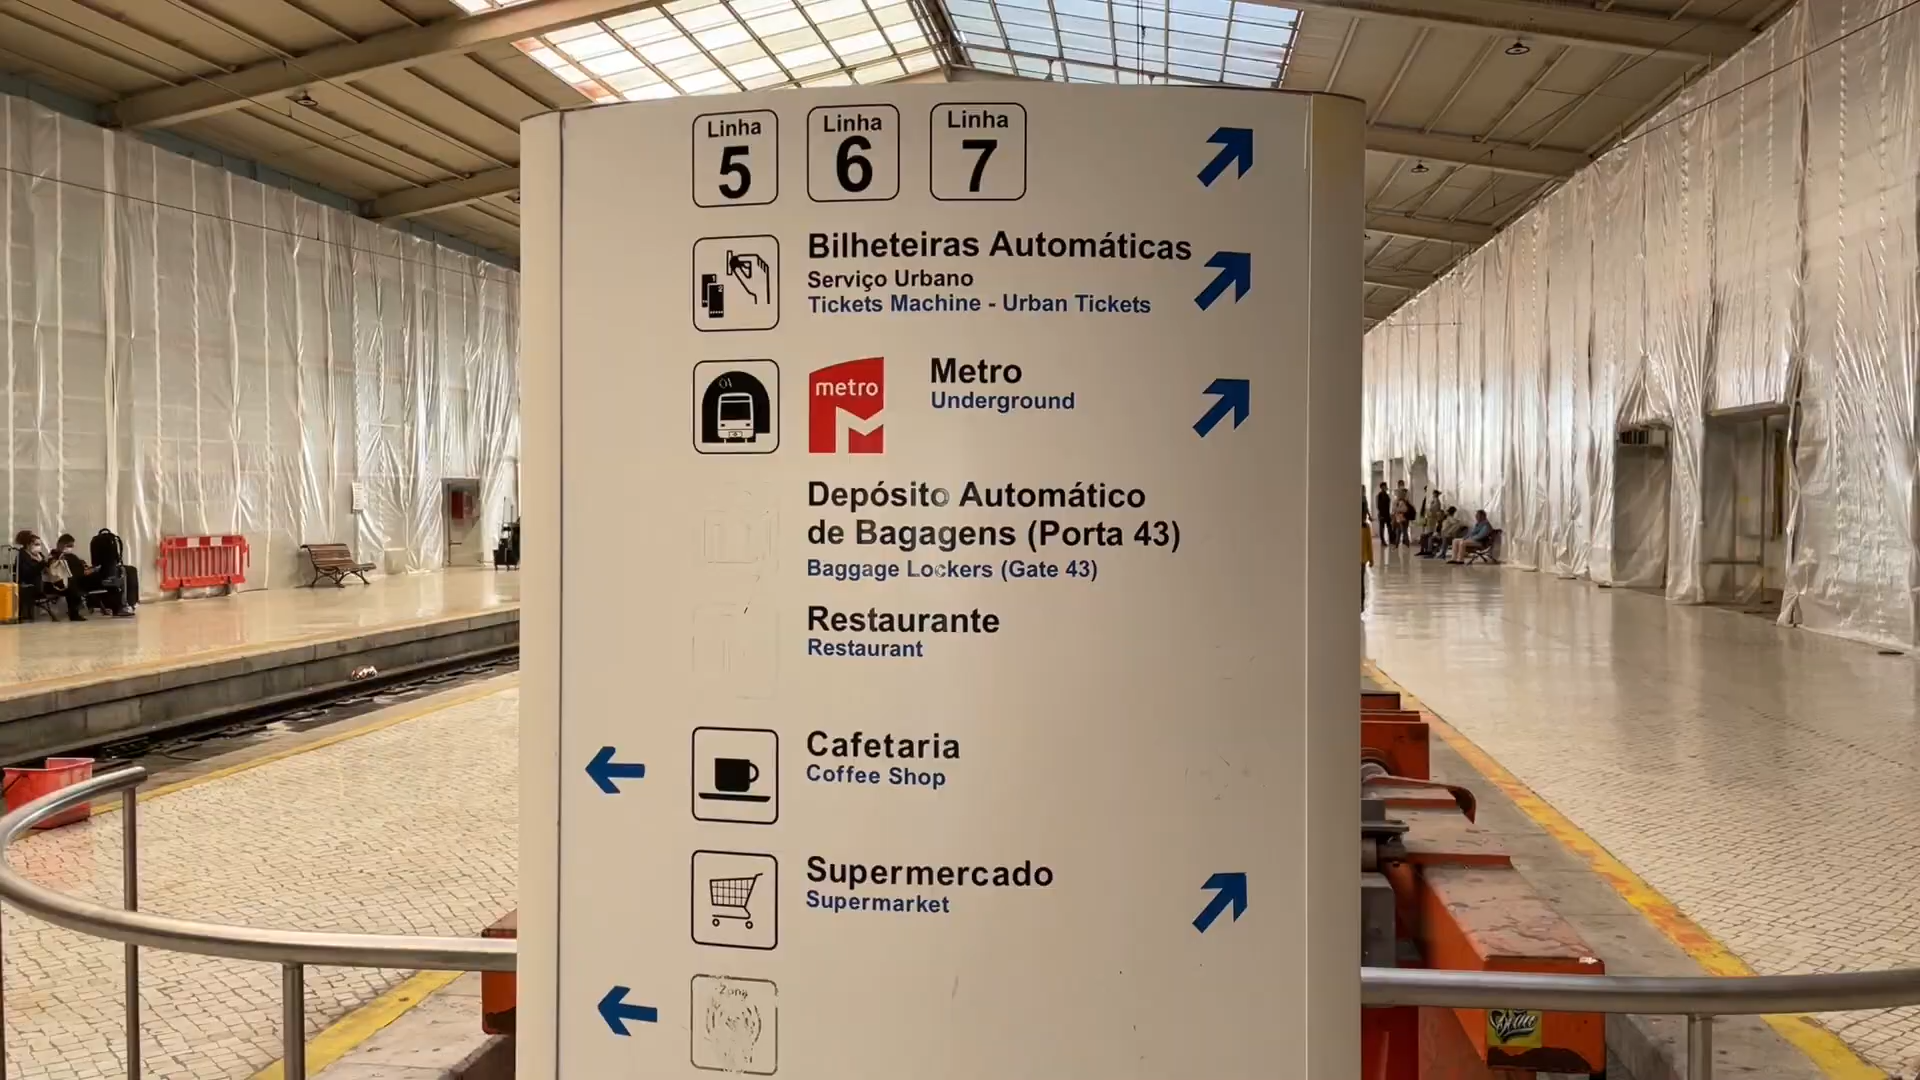 Linha
5
Linha
6
Linha
7
Bilheteiras Automáticas
Serviço Urbano
Tickets Machine - Urban Tickets
metro
Metro
Underground
Depósito Automático
de Bagagens (Porta 43)
Baggage Lockers (Gate 43)
Restaurante
Restaurant
Cafetaria
Coffee Shop
Supermercado
Supermarket
Zona